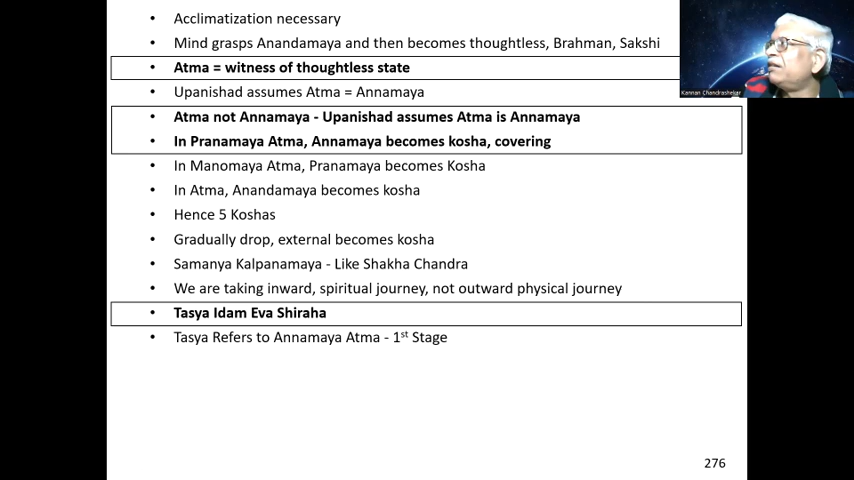 • Acclimatization necessary
• Mind grasps Anandamaya and then becomes thoughtless, Brahman, Sakshi
• Atma = witness of thoughtless state
• Upanishad assumes Atma = Annamaya
• Atma not Annamaya - Upanishad assumes Atma is Annamaya
• In Pranamaya Atma, Annamaya becomes kosha, covering
• In Manomaya Atma, Pranamaya becomes Kosha
• In Atma, Anandamaya becomes kosha
• Hence 5 Koshas
• Gradually drop, external becomes kosha
• Samanya Kalpanamaya - Like Shakha Chandra
• We are taking inward, spiritual journey, not outward physical journey
• Tasya Idam Eva Shiraha
• Tasya Refers to Annamaya Atma - 1st Stage
276
Kannan Chandrashekar